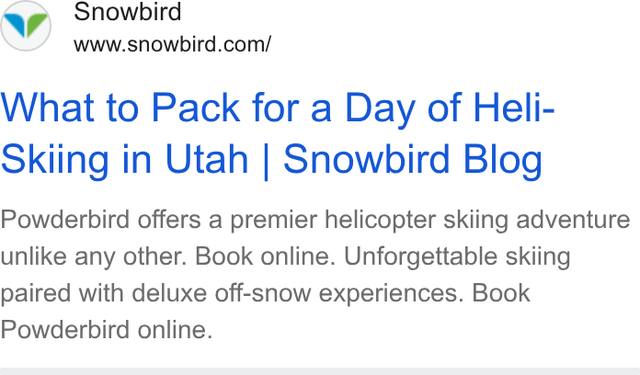 Snowbird
www.snowbird.com/
What to Pack for a Day of Heli-
Skiing in Utah | Snowbird Blog
Powderbird offers a premier helicopter skiing adventure
unlike any other. Book online. Unforgettable skiing
paired with deluxe off-snow experiences. Book
Powderbird online.